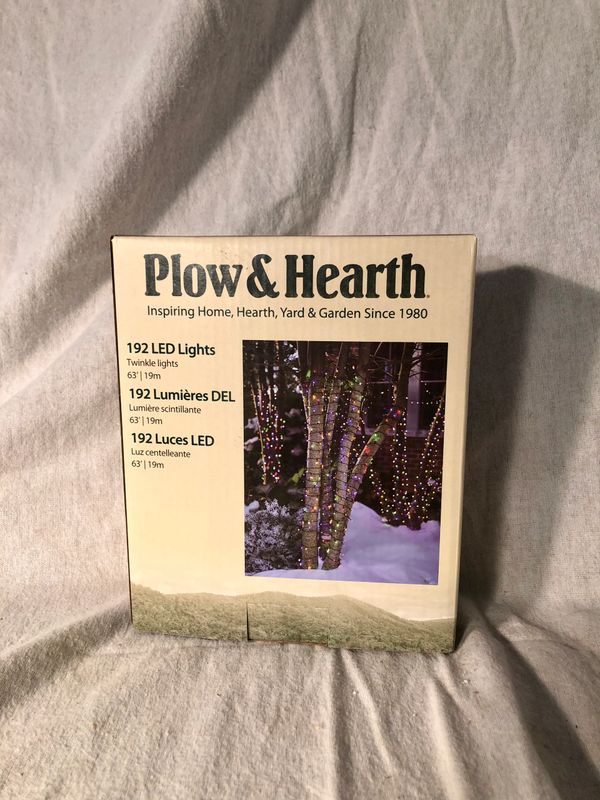 Plow & Hearth
Inspiring Home, Hearth, Yard & Garden Since 1980
192 LED Lights
Twinkle lights
63' | 19m
192 Lumières DEL
Lumière scintillante
63' | 19m
192 Luces LED
Luz centelleante
63' | 19m